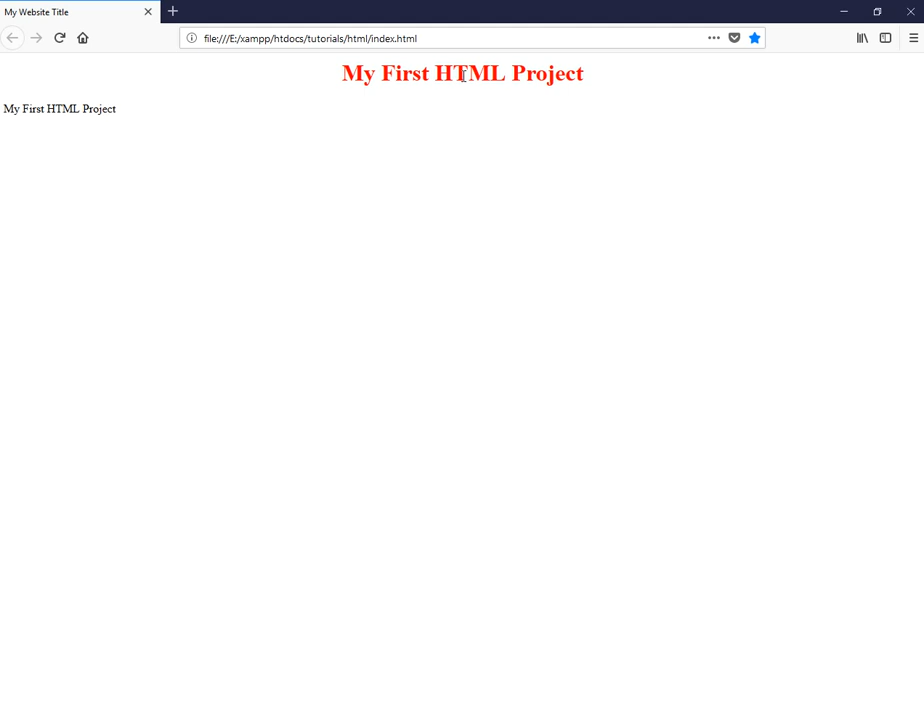 My Website Title
file:///E:/xampp/htdocs/tutorials/html/index.html
My First HTML Project
My First HTML Project